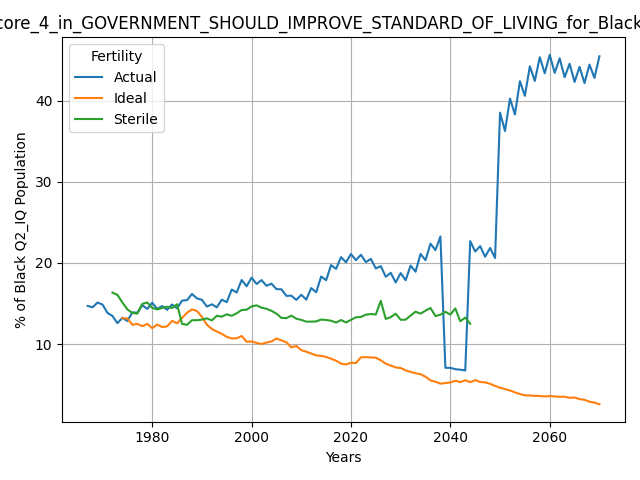 core_4_in_GOVERNMENT_SHOULD_IMPROVE_STANDARD_OF_LIVING_for_Black
Fertility
Actual
Ideal
Sterile
% of Black Q2_IQ Population
40
30
20
10
1980 2000 2020 2040 2060
Years